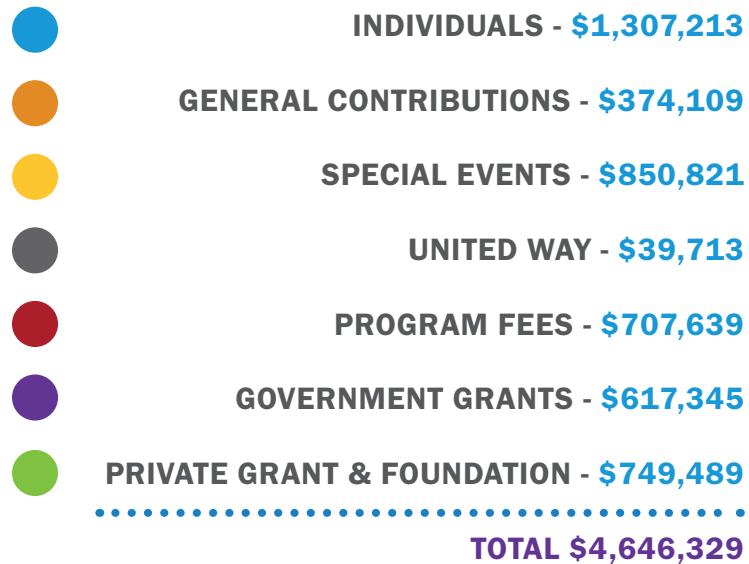 INDIVIDUALS - $1,307,213
GENERAL CONTRIBUTIONS - $374,109
SPECIAL EVENTS - $850,821
UNITED WAY - $39,713
PROGRAM FEES - $707,639
GOVERNMENT GRANTS - $617,345
PRIVATE GRANT & FOUNDATION - $749,489
TOTAL $4,646,329